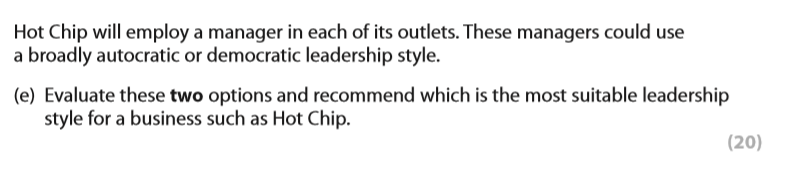 Hot Chip will employ a manager in each of its outlets. These managers could use
a broadly autocratic or democratic leadership style.
(e) Evaluate these two options and recommend which is the most suitable leadership
style for a business such as Hot Chip.
(20)